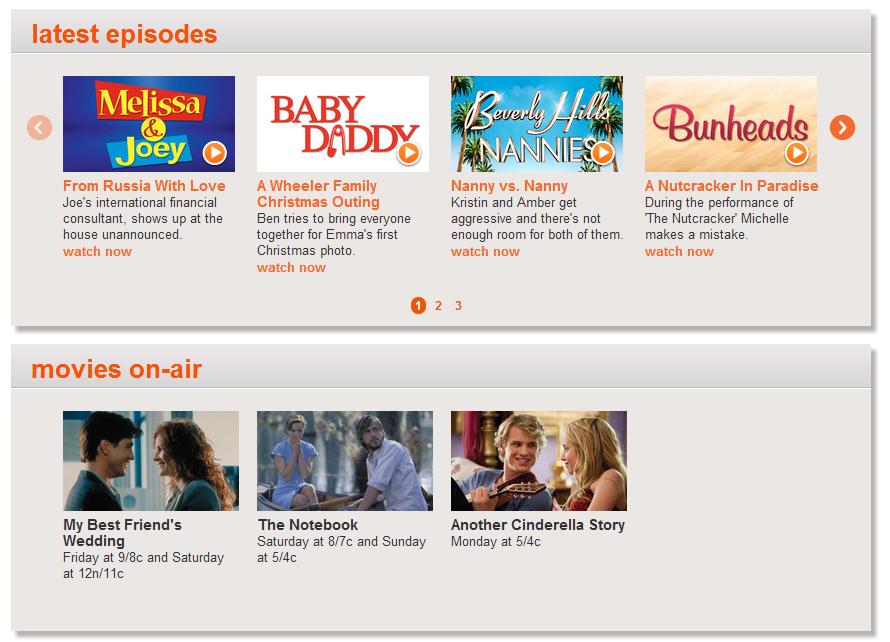 latest episodes
Melissa
&
Joey
BABY
DADDY
Beverly Hills
NANNIES
Bunheads
From Russia With Love
Joe's international financial
consultant, shows up at the
house unannounced.
watch now
A Wheeler Family
Christmas Outing
Ben tries to bring everyone
together for Emma's first
Christmas photo.
watch now
Nanny vs. Nanny
Kristin and Amber get
aggressive and there's not
enough room for both of them.
watch now
A Nutcracker In Paradise
During the performance of
'The Nutcracker' Michelle
makes a mistake.
watch now
1 2 3
movies on-air
My Best Friend's
Wedding
Friday at 9/8c and Saturday
at 12n/11c
The Notebook
Saturday at 8/7c and Sunday
at 5/4c
Another Cinderella Story
Monday at 5/4c